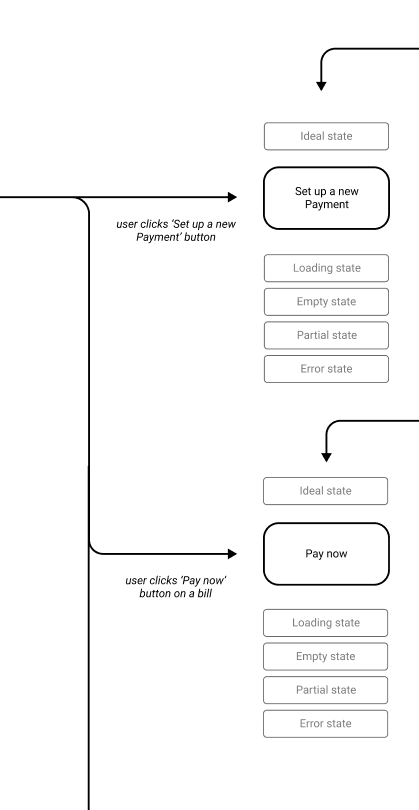 Ideal state
Set up a new
Payment
user clicks ‘Set up a new
Payment’ button
Loading state
Empty state
Partial state
Error state
Ideal state
Pay now
user clicks ‘Pay now’
button on a bill
Loading state
Empty state
Partial state
Error state